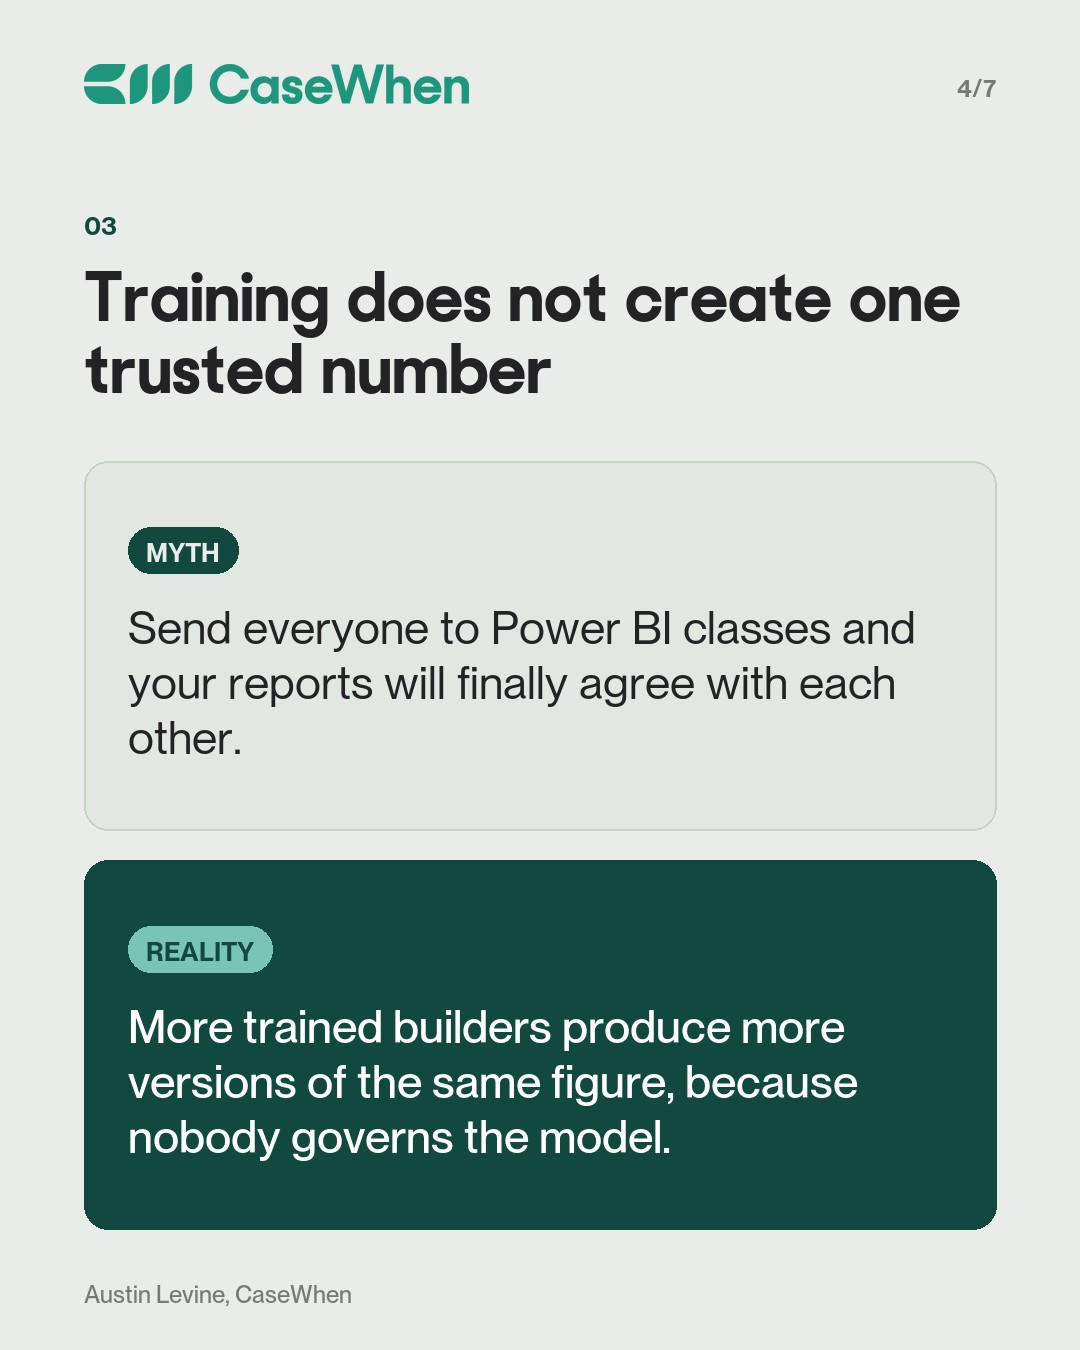 CaseWhen
4/7
03
Training does not create one
trusted number
MYTH
Send everyone to Power BI classes and
your reports will finally agree with each
other.
REALITY
More trained builders produce more
versions of the same figure, because
nobody governs the model.
Austin Levine, CaseWhen